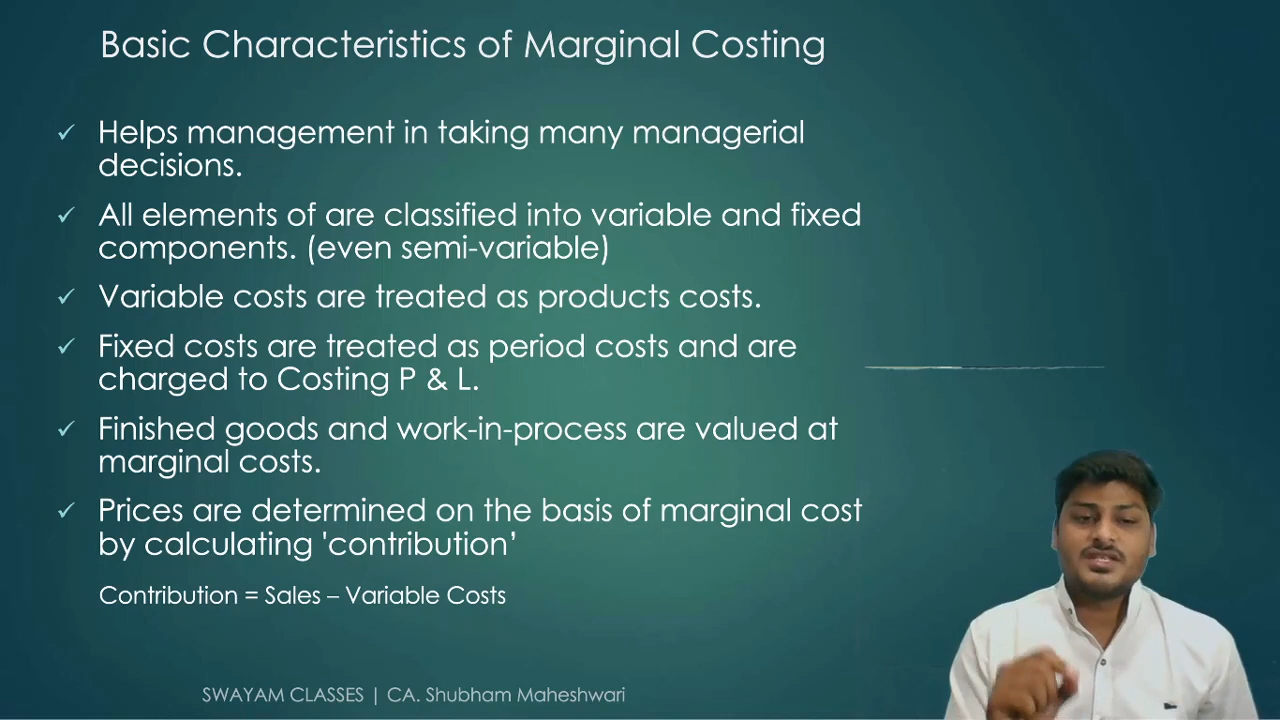 Basic Characteristics of Marginal Costing
✓ Helps management in taking many managerial
decisions.
✓ All elements of are classified into variable and fixed
components. (even semi-variable)
✓ Variable costs are treated as products costs.
✓ Fixed costs are treated as period costs and are
charged to Costing P & L.
✓ Finished goods and work-in-process are valued at
marginal costs.
✓ Prices are determined on the basis of marginal cost
by calculating 'contribution'
Contribution = Sales – Variable Costs
SWAYAM CLASSES | CA. Shubham Maheshwari